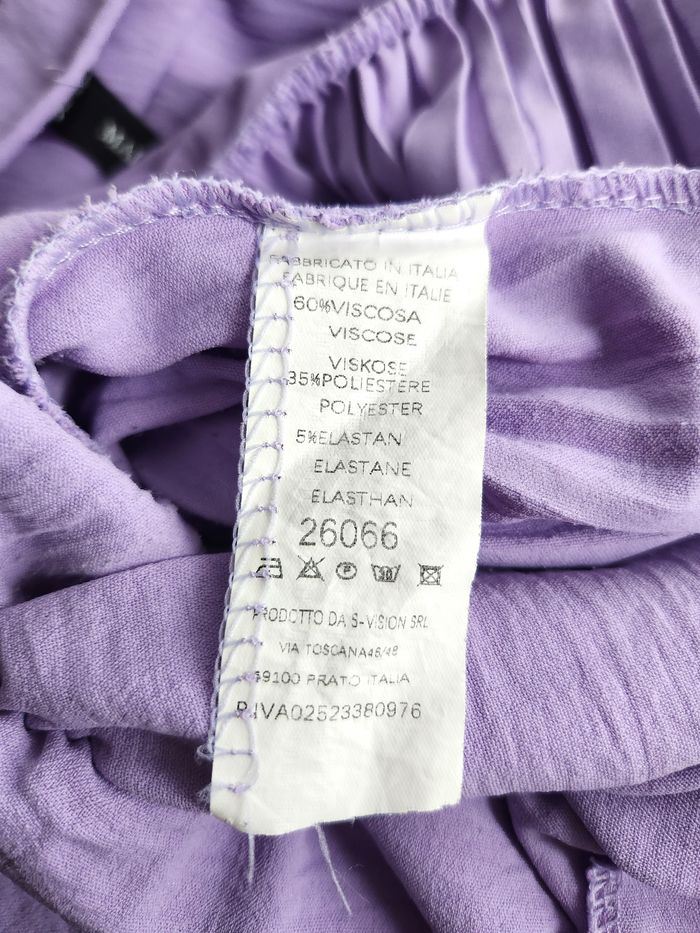 MA
FABBRICATO IN ITALIA
FABRIQUE EN ITALIE
60%VISCOSA
VISCOSE
VISKOSE
35%POLIESTERE
POLYESTER
5%ELASTAN
ELASTANE
ELASTHAN
26066
PRODOTTO DA S-VISION SRL
VIA TOSCANA46/48
59100 PRATO ITALIA
P.IVA02523380976